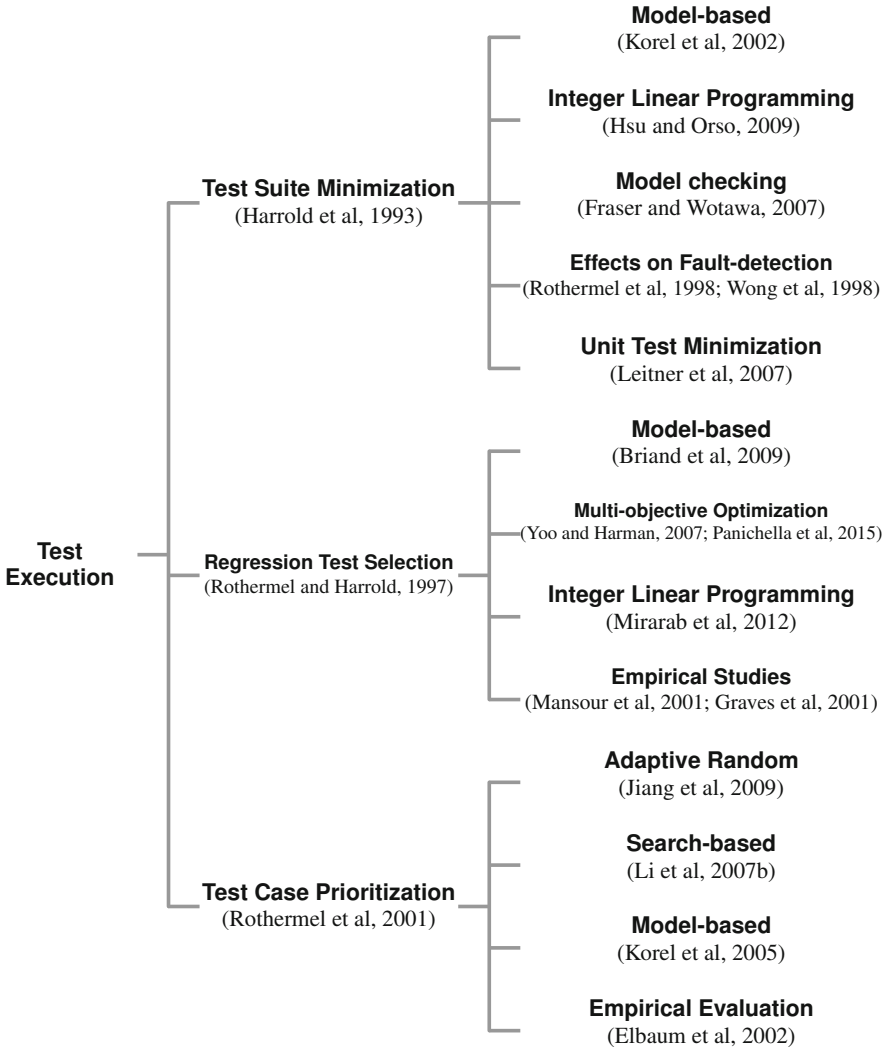 Test
Execution
Test Suite Minimization
(Harrold et al, 1993)
Model-based
(Korel et al, 2002)
Integer Linear Programming
(Hsu and Orso, 2009)
Model checking
(Fraser and Wotawa, 2007)
Effects on Fault-detection
(Rothermel et al, 1998; Wong et al, 1998)
Unit Test Minimization
(Leitner et al, 2007)
Regression Test Selection
(Rothermel and Harrold, 1997)
Model-based
(Briand et al, 2009)
Multi-objective Optimization
(Yoo and Harman, 2007; Panichella et al, 2015)
Integer Linear Programming
(Mirarab et al, 2012)
Empirical Studies
(Mansour et al, 2001; Graves et al, 2001)
Test Case Prioritization
(Rothermel et al, 2001)
Adaptive Random
(Jiang et al, 2009)
Search-based
(Li et al, 2007b)
Model-based
(Korel et al, 2005)
Empirical Evaluation
(Elbaum et al, 2002)